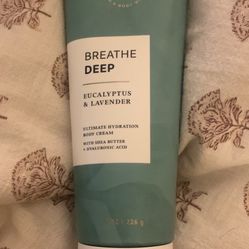 BREATHE
DEEP
EUCALYPTUS
& LAVENDER
ULTIMATE HYDRATION
BODY CREAM
WITH SHEA BUTTER
+ HYALURONIC ACID
226 g